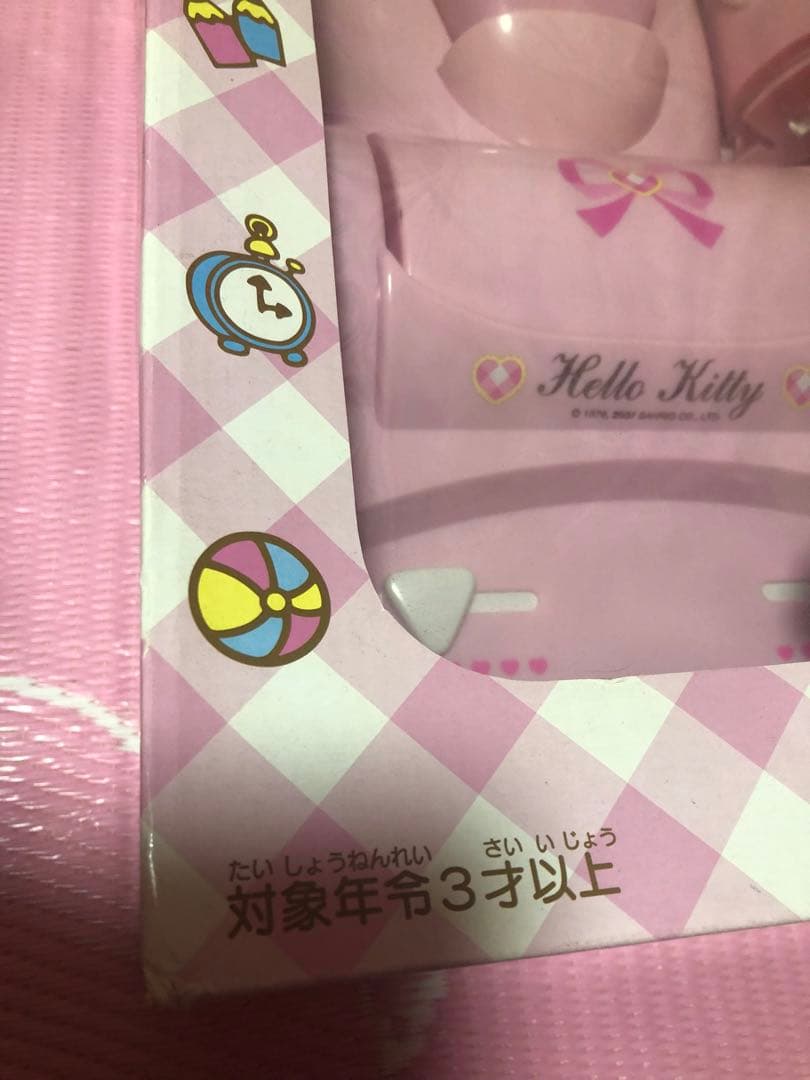 Hello Kitty
たいしょうねんれい さい いじょう
対象年令3才以上